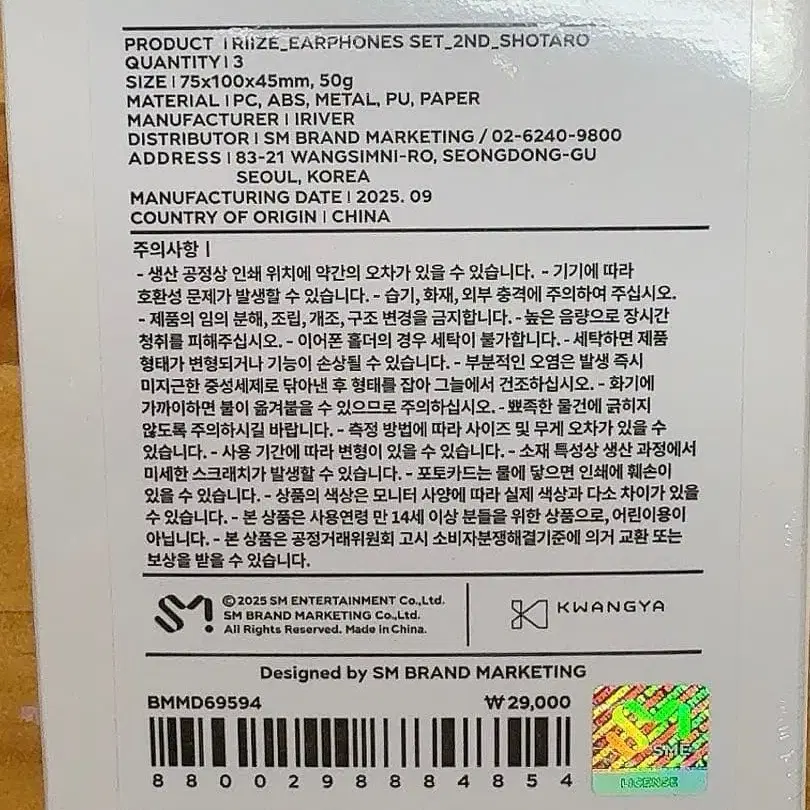 PRODUCT | RIIZE_EARPHONES SET_2ND_SHOTARO
QUANTITY | 3
SIZE | 75x100x45mm, 50g
MATERIAL | PC, ABS, METAL, PU, PAPER
MANUFACTURER | IRIVER
DISTRIBUTOR | SM BRAND MARKETING / 02-6240-9800
ADDRESS | 83-21 WANGSIMNI-RO, SEONGDONG-GU
SEOUL, KOREA
MANUFACTURING DATE | 2025. 09
COUNTRY OF ORIGIN | CHINA
주의사항 |
- 생산 공정상 인쇄 위치에 약간의 오차가 있을 수 있습니다. - 기기에 따라
호환성 문제가 발생할 수 있습니다. - 습기, 화재, 외부 충격에 주의하여 주십시오.
- 제품의 임의 분해, 조립, 개조, 구조 변경을 금지합니다. - 높은 음량으로 장시간
청취를 피해주십시오. - 이어폰 홀더의 경우 세탁이 불가합니다. - 세탁하면 제품
형태가 변형되거나 기능이 손상될 수 있습니다. - 부분적인 오염은 발생 즉시
미지근한 중성세제로 닦아낸 후 형태를 잡아 그늘에서 건조하십시오. - 화기에
가까이하면 불이 옮겨붙을 수 있으므로 주의하십시오. - 뾰족한 물건에 긁히지
않도록 주의하시길 바랍니다. - 측정 방법에 따라 사이즈 및 무게 오차가 있을 수
있습니다. - 사용 기간에 따라 변형이 있을 수 있습니다. - 소재 특성상 생산 과정에서
미세한 스크래치가 발생할 수 있습니다. - 포토카드는 물에 닿으면 인쇄에 훼손이
있을 수 있습니다. - 상품의 색상은 모니터 사양에 따라 실제 색상과 다소 차이가 있을
수 있습니다. - 본 상품은 사용연령 만 14세 이상 분들을 위한 상품으로, 어린이용이
아닙니다. - 본 상품은 공정거래위원회 고시 소비자분쟁해결기준에 의거 교환 또는
보상을 받을 수 있습니다.
SM
© 2025 SM ENTERTAINMENT Co.,Ltd.
SM BRAND MARKETING Co.,Ltd.
All Rights Reserved. Made in China.
KWANGYA
Designed by SM BRAND MARKETING
BMMD69594 ₩29,000
8800298884854
SM
SME
LICENSE